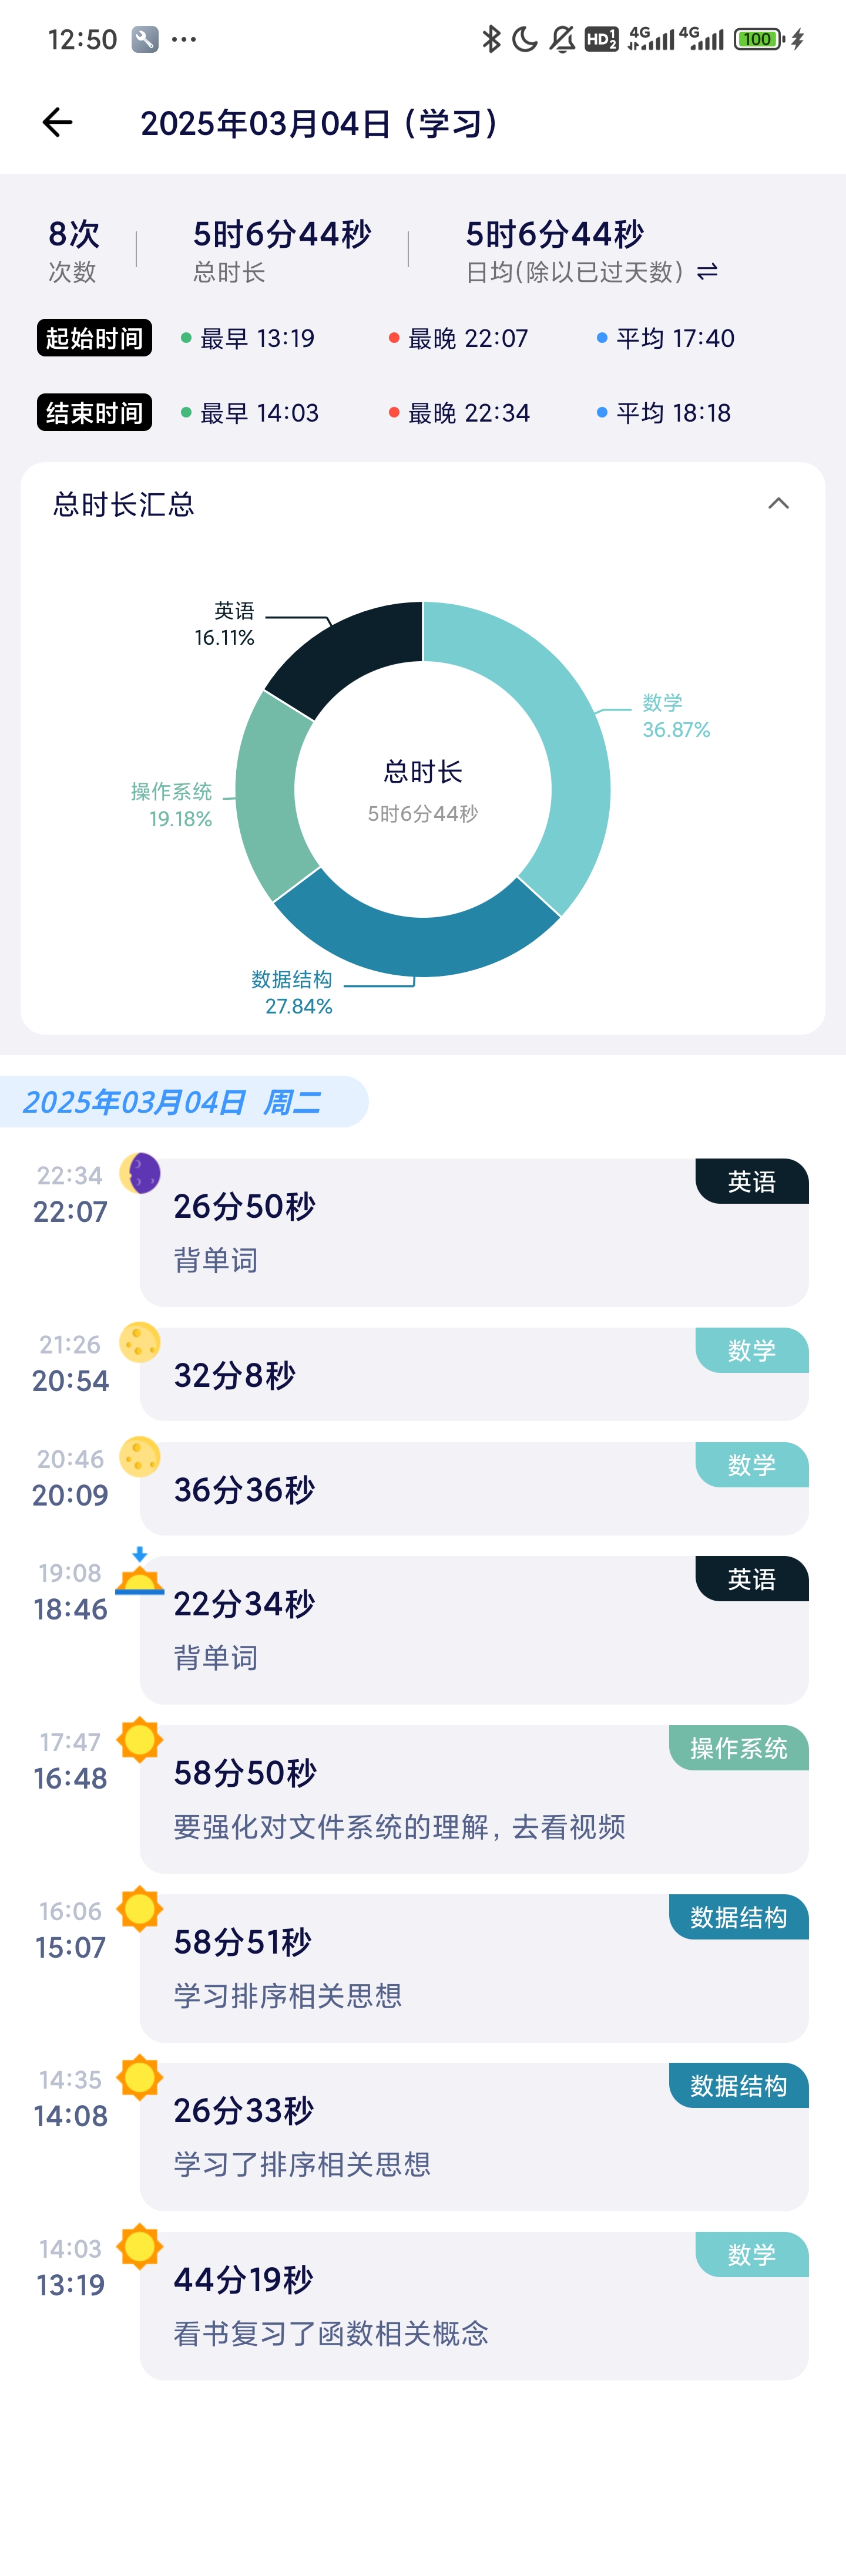 12:50 ··· HD 1 2 4G 4G 100
2025年03月04日（学习）
8次 5时6分44秒 5时6分44秒
次数 总时长 日均(除以已过天数)
起始时间 最早 13:19 最晚 22:07 平均 17:40
结束时间 最早 14:03 最晚 22:34 平均 18:18
总时长汇总
英语
16.11%
数学
36.87%
总时长
5时6分44秒
操作系统
19.18%
数据结构
27.84%
2025年03月04日 周二
22:34 英语
22:07 26分50秒
背单词
21:26 数学
20:54 32分8秒
20:46 数学
20:09 36分36秒
19:08 英语
18:46 22分34秒
背单词
17:47 操作系统
16:48 58分50秒
要强化对文件系统的理解，去看视频
16:06 数据结构
15:07 58分51秒
学习排序相关思想
14:35 数据结构
14:08 26分33秒
学习了排序相关思想
14:03 数学
13:19 44分19秒
看书复习了函数相关概念